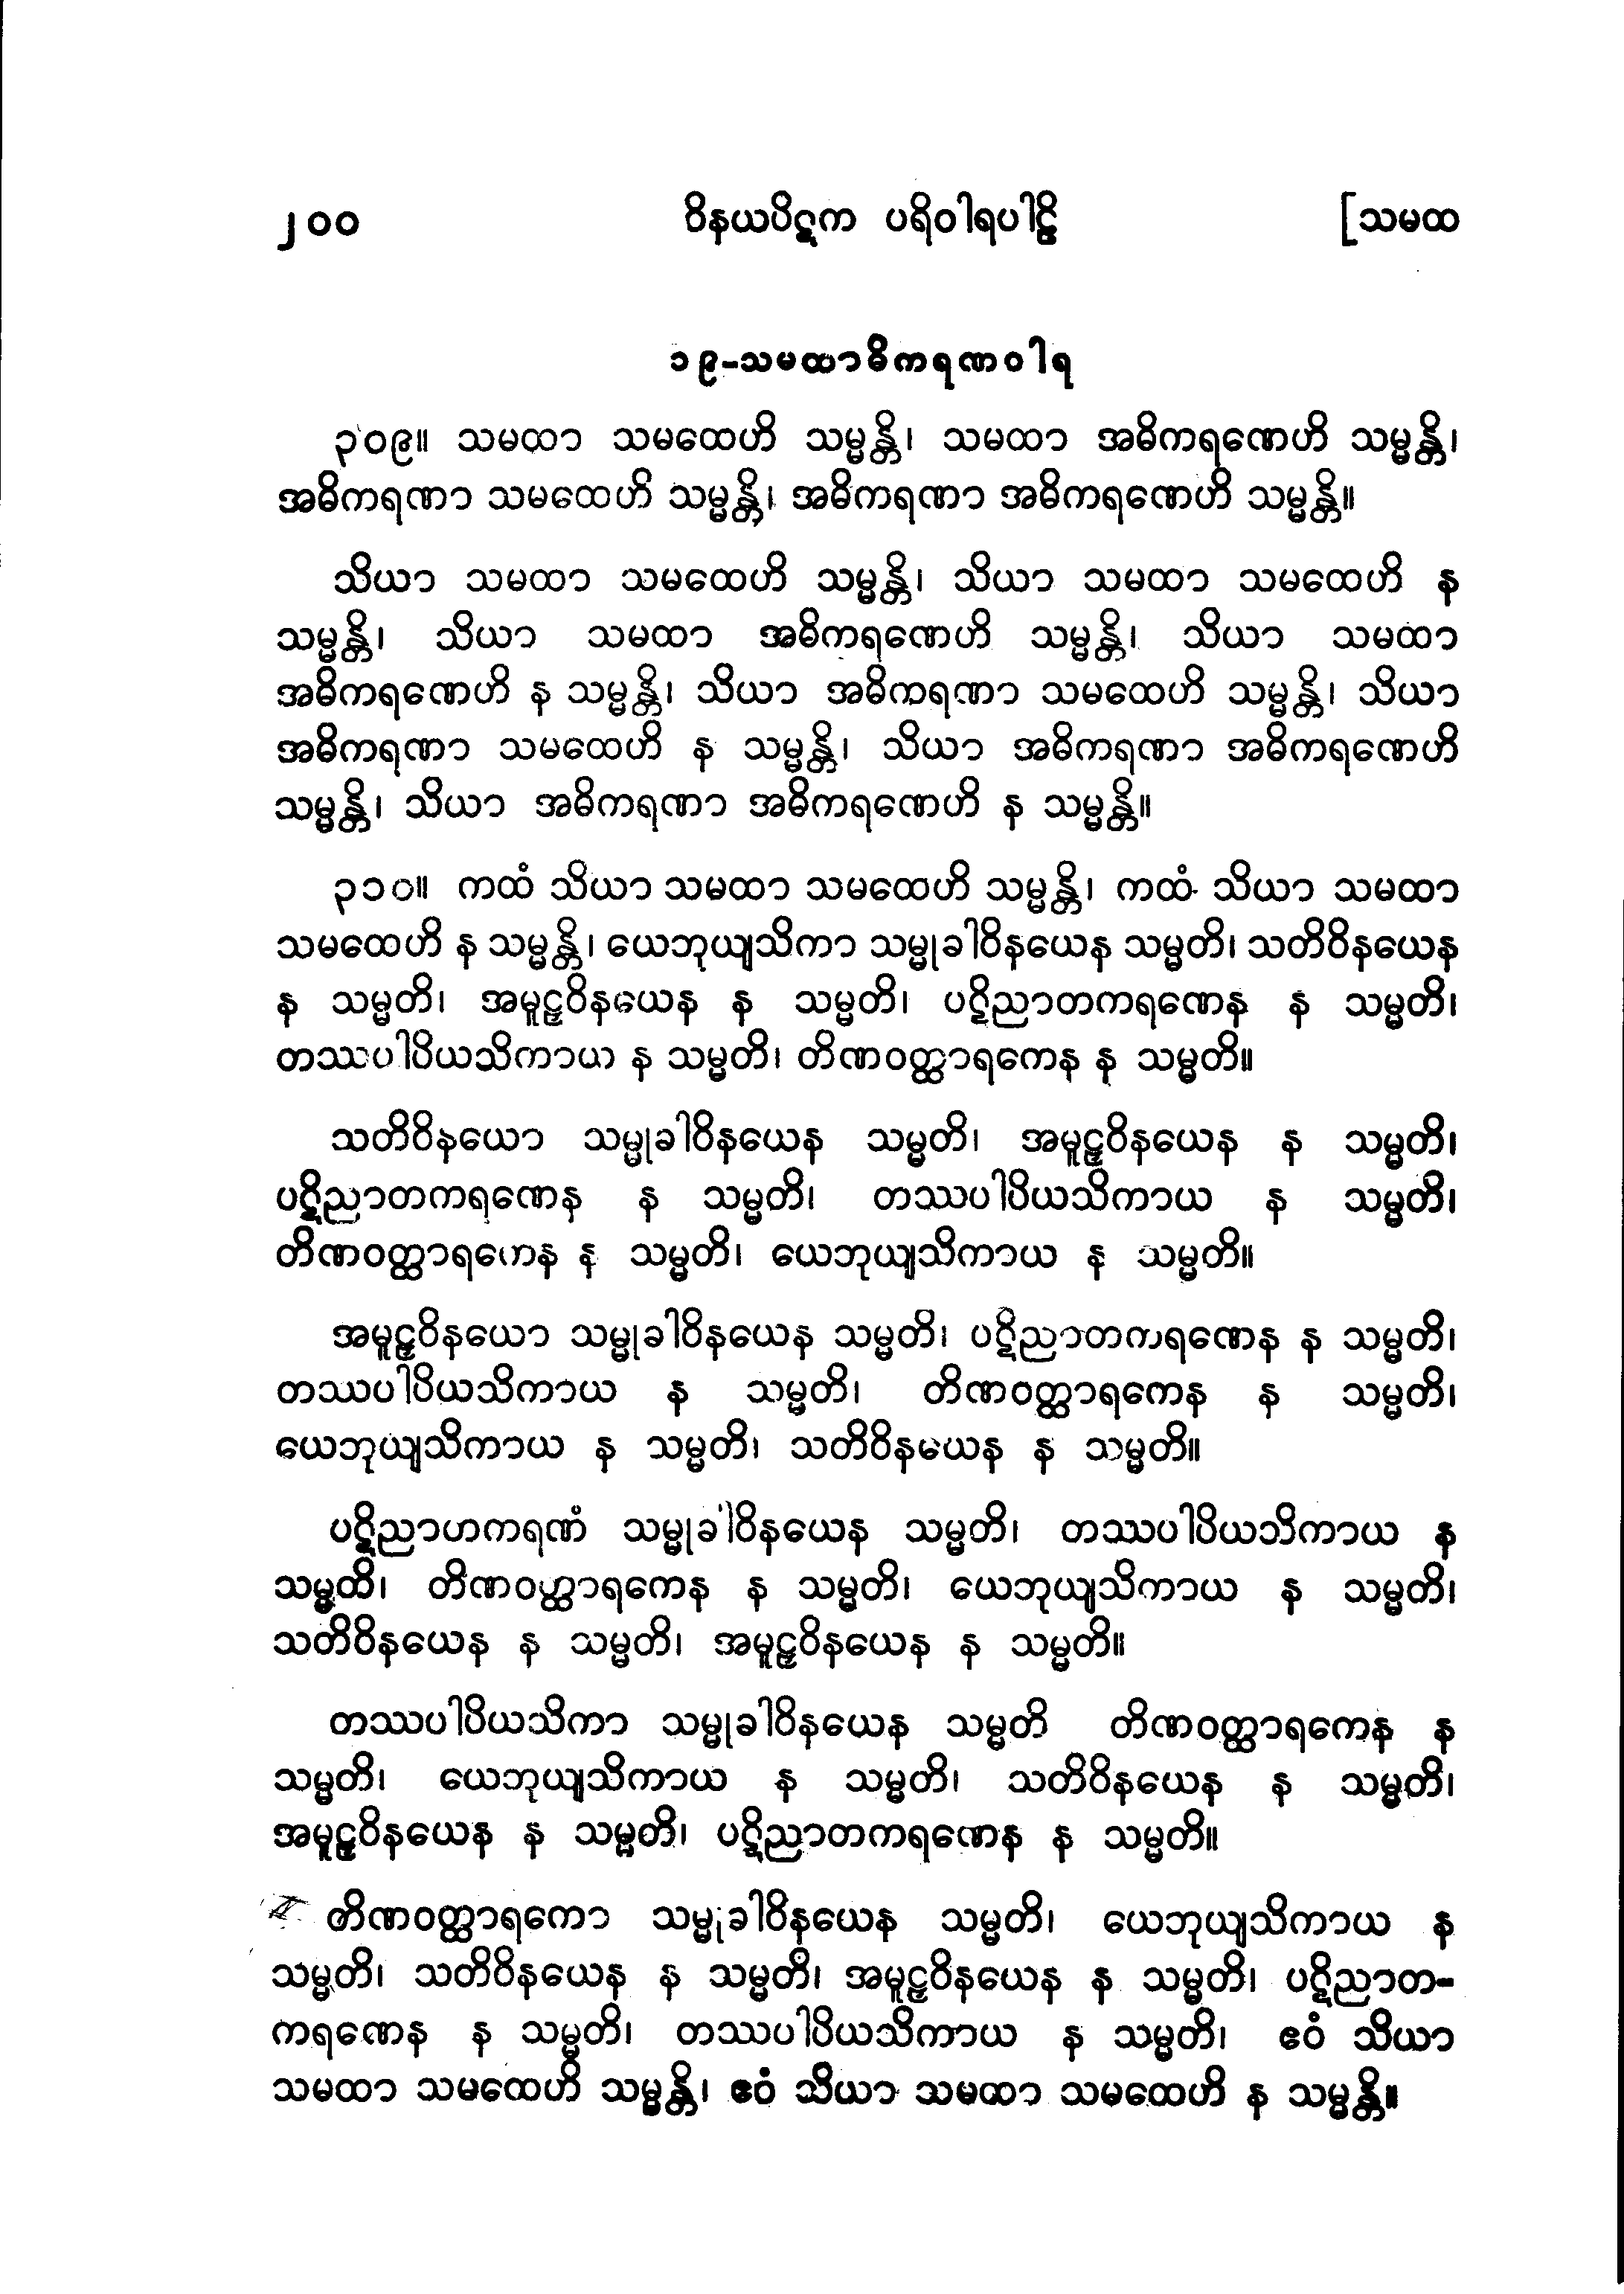 ၂၀၀ ဝိနယပိဋက ပရိဝါရပါဠိ [သမထ
၁၉-သမထာဓိကရဏဝါရ
၃၀၉။ သမထာ သမထေဟိ သမ္မန္တိ၊ သမထာ အဓိကရဏေဟိ သမ္မန္တိ၊
အဓိကရဏာ သမထေဟိ သမ္မန္တိ၊ အဓိကရဏာ အဓိကရဏေဟိ သမ္မန္တိ။
သိယာ သမထာ သမထေဟိ သမ္မန္တိ၊ သိယာ သမထာ သမထေဟိ န
သမ္မန္တိ၊ သိယာ သမထာ အဓိကရဏေဟိ သမ္မန္တိ၊ သိယာ သမထာ
အဓိကရဏေဟိ န သမ္မန္တိ၊ သိယာ အဓိကရဏာ သမထေဟိ သမ္မန္တိ၊ သိယာ
အဓိကရဏာ သမထေဟိ န သမ္မန္တိ၊ သိယာ အဓိကရဏာ အဓိကရဏေဟိ
သမ္မန္တိ၊ သိယာ အဓိကရဏာ အဓိကရဏေဟိ န သမ္မန္တိ။
၃၁၀။ ကထံ သိယာ သမထာ သမထေဟိ သမ္မန္တိ၊ ကထံ သိယာ သမထာ
သမထေဟိ န သမ္မန္တိ၊ ယေဘုယျသိကာ သမ္မုခါဝိနယေန သမ္မတိ၊ သတိဝိနယေန
န သမ္မတိ၊ အမူဠှဝိနယေန န သမ္မတိ၊ ပဋိညာတကရဏေန န သမ္မတိ၊
တဿပါပိယသိကာယ န သမ္မတိ၊ တိဏဝတ္ထာရကေန န သမ္မတိ။
သတိဝိနယော သမ္မုခါဝိနယေန သမ္မတိ၊ အမူဠှဝိနယေန န သမ္မတိ၊
ပဋိညာတကရဏေန န သမ္မတိ၊ တဿပါပိယသိကာယ န သမ္မတိ၊
တိဏဝတ္ထာရကေန န သမ္မတိ၊ ယေဘုယျသိကာယ န သမ္မတိ။
အမူဠှဝိနယော သမ္မုခါဝိနယေန သမ္မတိ၊ ပဋိညာတကရဏေန န သမ္မတိ၊
တဿပါပိယသိကာယ န သမ္မတိ၊ တိဏဝတ္ထာရကေန န သမ္မတိ၊
ယေဘုယျသိကာယ န သမ္မတိ၊ သတိဝိနယေန န သမ္မတိ။
ပဋိညာတကရဏံ သမ္မုခါဝိနယေန သမ္မတိ၊ တဿပါပိယသိကာယ န
သမ္မတိ၊ တိဏဝတ္ထာရကေန န သမ္မတိ၊ ယေဘုယျသိကာယ န သမ္မတိ၊
သတိဝိနယေန န သမ္မတိ၊ အမူဠှဝိနယေန န သမ္မတိ။
တဿပါပိယသိကာ သမ္မုခါဝိနယေန သမ္မတိ တိဏဝတ္ထာရကေန န
သမ္မတိ၊ ယေဘုယျသိကာယ န သမ္မတိ၊ သတိဝိနယေန န သမ္မတိ၊
အမူဠှဝိနယေန န သမ္မတိ၊ ပဋိညာတကရဏေန န သမ္မတိ။
တိဏဝတ္ထာရကော သမ္မုခါဝိနယေန သမ္မတိ၊ ယေဘုယျသိကာယ န
သမ္မတိ၊ သတိဝိနယေန န သမ္မတိ၊ အမူဠှဝိနယေန န သမ္မတိ၊ ပဋိညာတ-
ကရဏေန န သမ္မတိ၊ တဿပါပိယသိကာယ န သမ္မတိ၊ ဧဝံ သိယာ
သမထာ သမထေဟိ သမ္မန္တိ၊ ဧဝံ သိယာ သမထာ သမထေဟိ န သမ္မန္တိ။